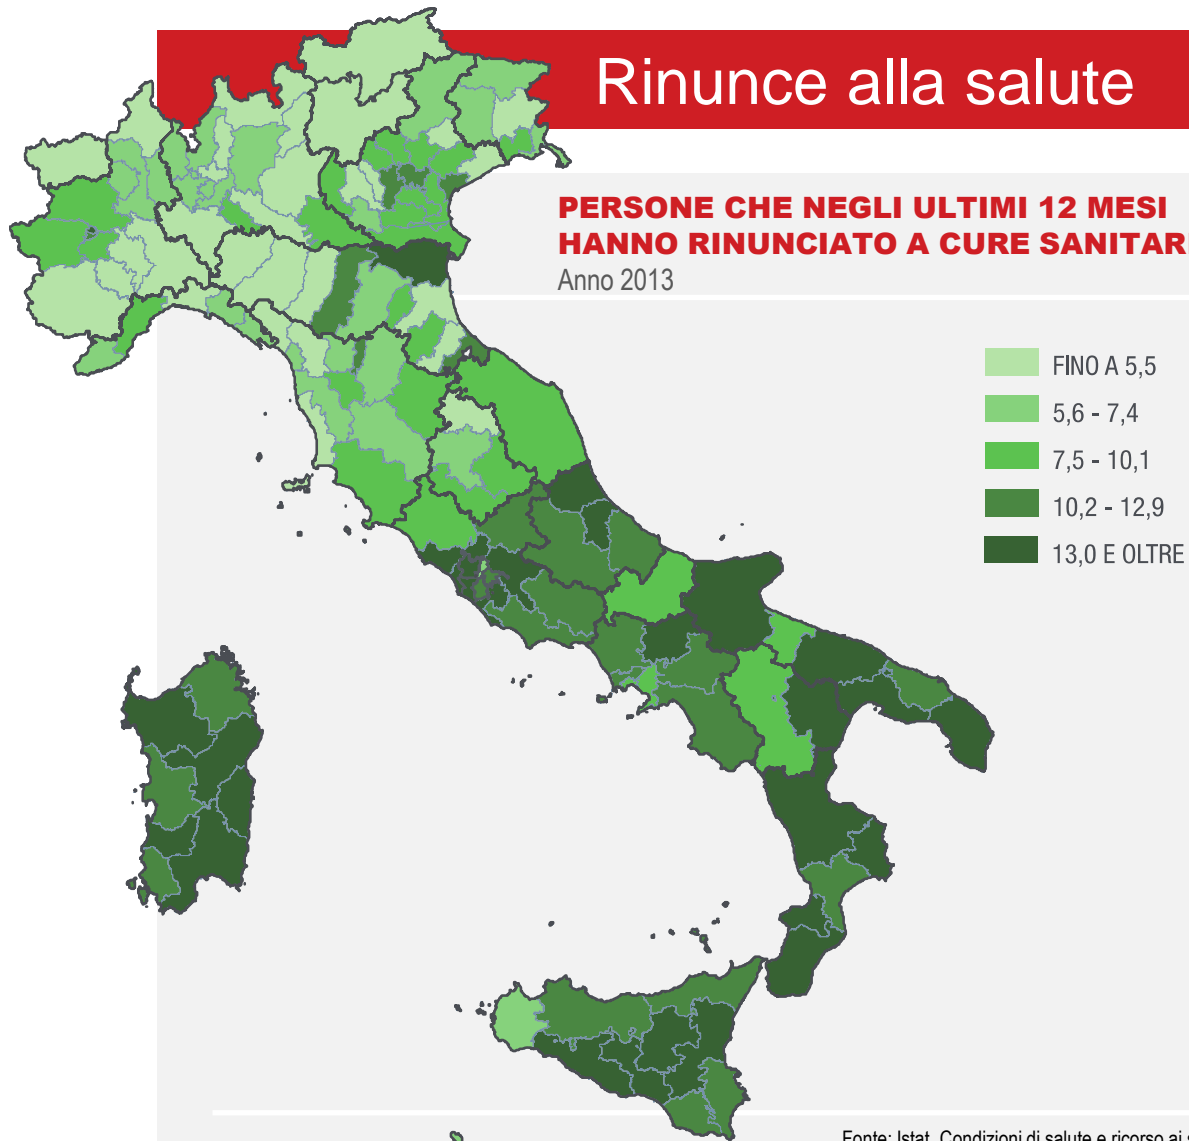 Rinunce alla salute
PERSONE CHE NEGLI ULTIMI 12 MESI
HANNO RINUNCIATO A CURE SANITAR
Anno 2013
FINO A 5,5
5,6 - 7,4
7,5 - 10,1
10,2 - 12,9
13,0 E OLTRE
Fonte: Istat, Condizioni di salute e ricorso ai